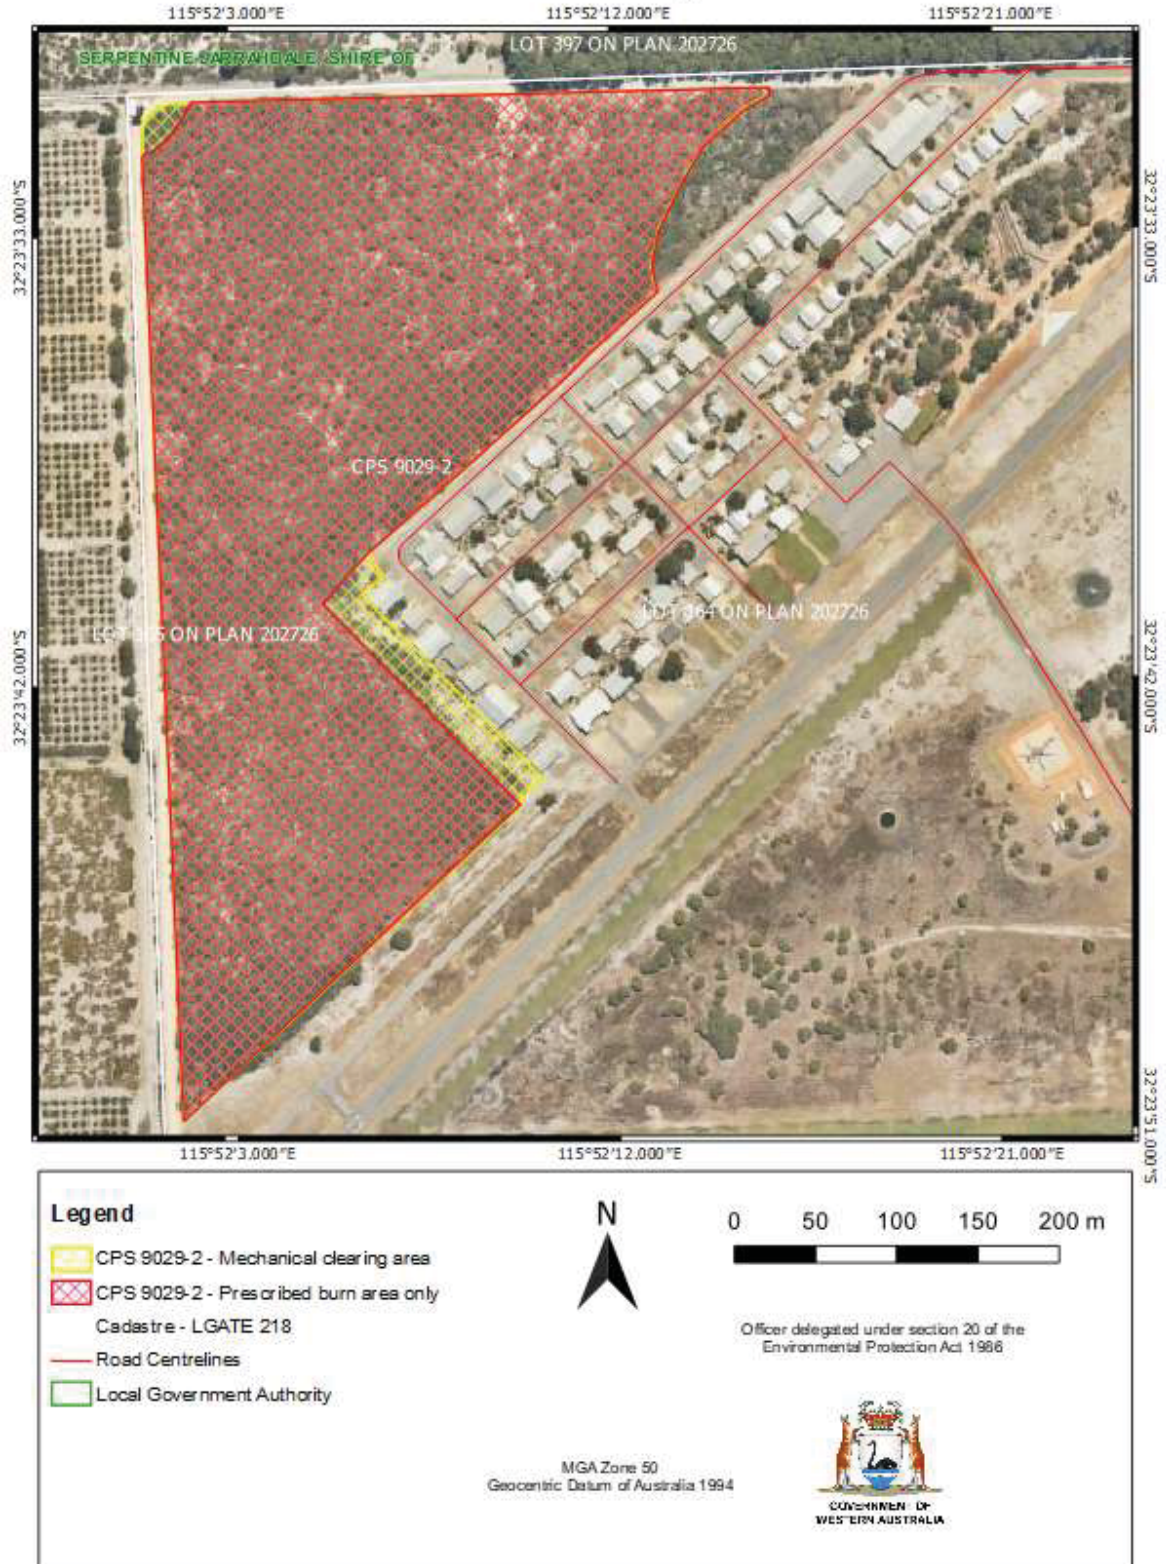 115°52'3.000"E 115°52'12.000"E 115°52'21.000"E
LOT 397 ON PLAN 202726
SERPENTINE JARRAHDALE, SHIRE OF
32°23'33.000"S
32°23'33.000"S
CPS 9029-2
LOT 364 ON PLAN 202726
ON PLAN 202726
32°23'42.000"S
32°23'42.000"S
32°23'51.000"S
115°52'3.000"E 115°52'12.000"E 115°52'21.000"E
Legend
CPS 9029-2 - Mechanical clearing area
CPS 9029-2 - Prescribed burn area only
Cadastre - LGATE 218
Road Centrelines
Local Government Authority
N
0 50 100 150 200 m
Officer delegated under section 20 of the
Environmental Protection Act 1986
MGA Zone 50
Geocentric Datum of Australia 1994
GOVERNMENT OF
WESTERN AUSTRALIA